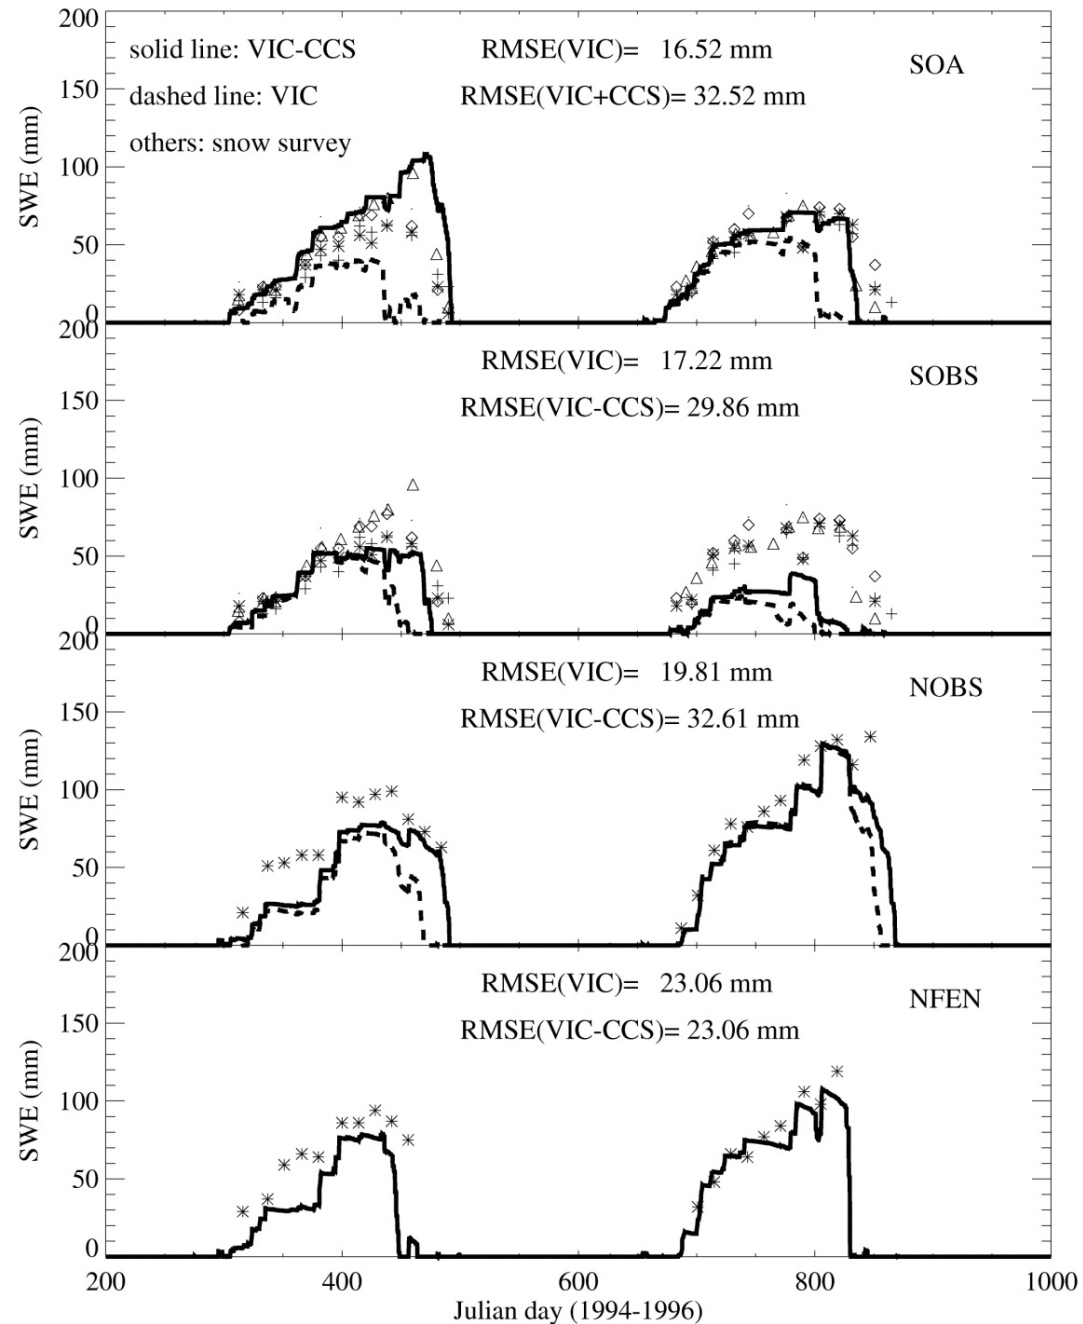 200
solid line: VIC-CCS RMSE(VIC)= 16.52 mm SOA
150
dashed line: VIC RMSE(VIC+CCS)= 32.52 mm
others: snow survey
SWE (mm)
100
50
0
200
RMSE(VIC)= 17.22 mm SOBS
150
RMSE(VIC-CCS)= 29.86 mm
SWE (mm)
100
50
0
200
RMSE(VIC)= 19.81 mm NOBS
150
RMSE(VIC-CCS)= 32.61 mm
SWE (mm)
100
50
0
200
RMSE(VIC)= 23.06 mm NFEN
150
RMSE(VIC-CCS)= 23.06 mm
SWE (mm)
100
50
0
200 400 600 800 1000
Julian day (1994-1996)